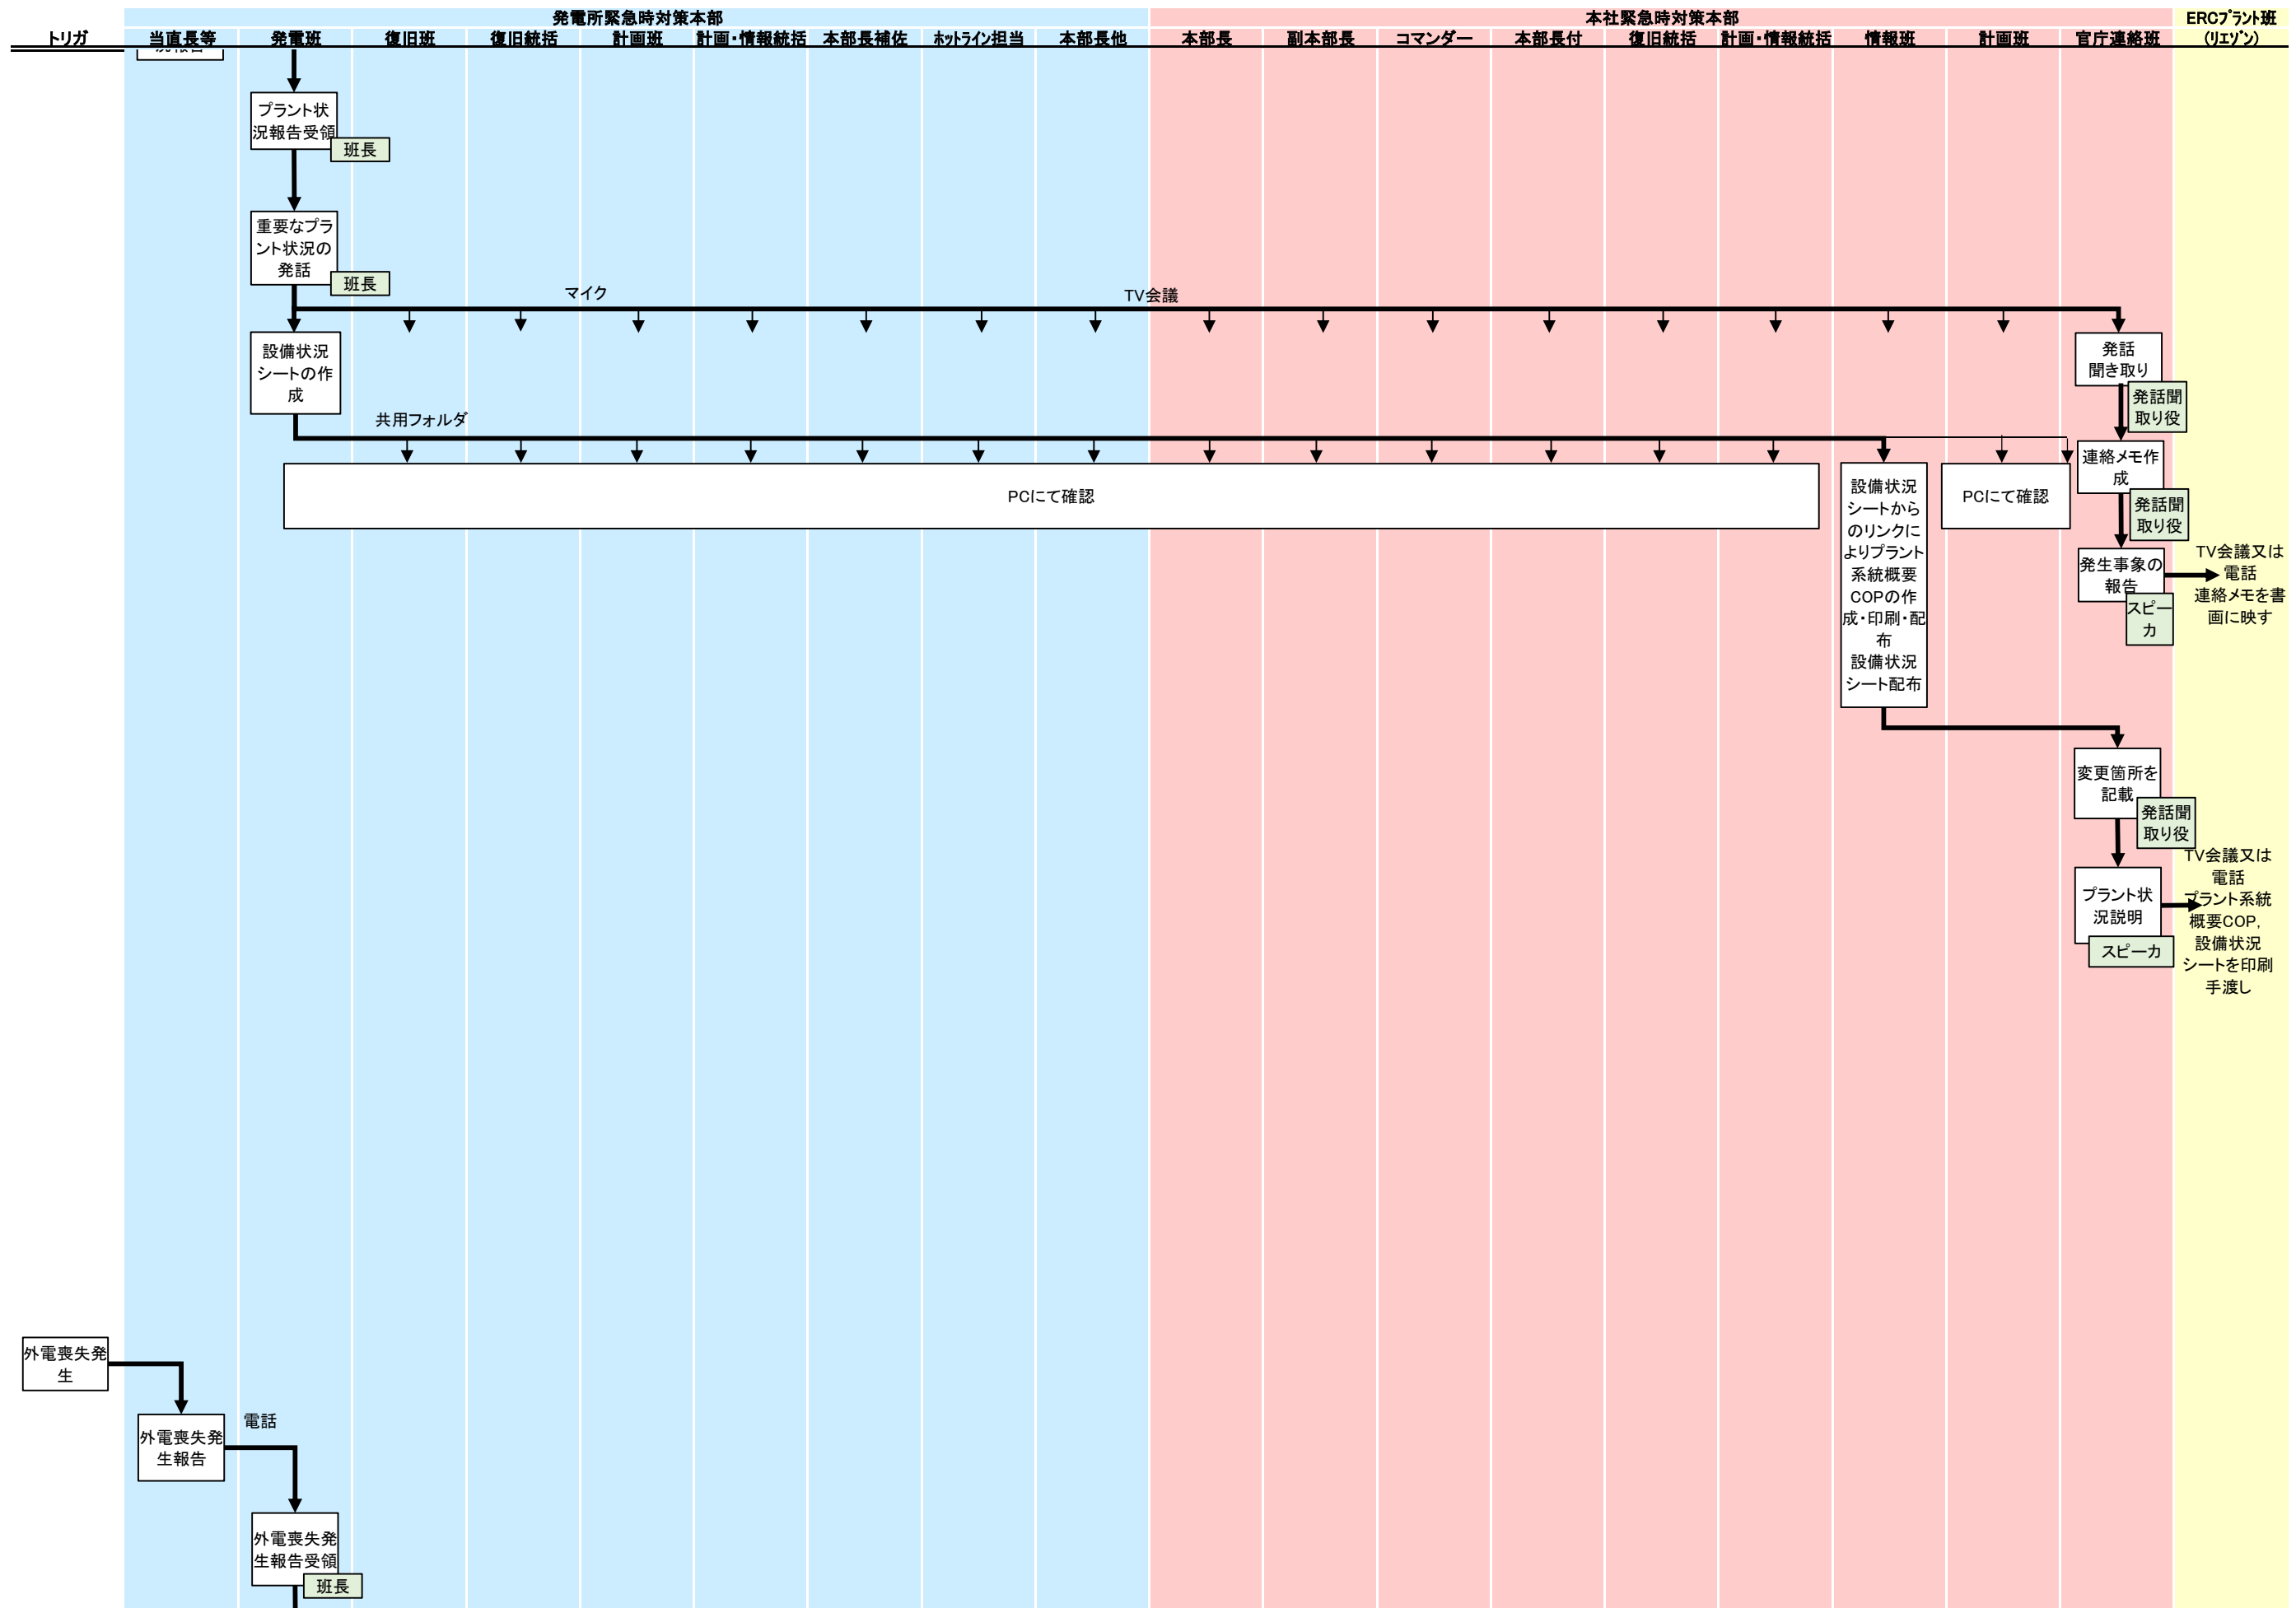 発電所緊急時対策本部
本社緊急時対策本部
ERCﾌﾟﾗﾝﾄ班
(ﾘｴｿﾞﾝ)
トリガ
当直長等
発電班
復旧班
復旧統括
計画班
計画・情報統括
本部長補佐
ﾎｯﾄﾗｲﾝ担当
本部長他
本部長
副本部長
コマンダー
本部長付
復旧統括
計画・情報統括
情報班
計画班
官庁連絡班
プラント状
況報告受領
班長
重要なプラ
ント状況の
発話
班長
マイク
TV会議
設備状況
シートの作
成
発話
聞き取り
発話聞
取り役
共用フォルダ
PCにて確認
設備状況
シートから
のリンクに
よりプラント
系統概要
COPの作
成・印刷・配
布
設備状況
シート配布
PCにて確認
連絡メモ作
成
発話聞
取り役
発生事象の
報告
スピー
カ
TV会議又は
電話
連絡メモを書
画に映す
変更箇所を
記載
発話聞
取り役
プラント状
況説明
スピーカ
TV会議又は
電話
プラント系統
概要COP,
設備状況
シートを印刷
手渡し
外電喪失発
生
外電喪失発
生報告
電話
外電喪失発
生報告受領
班長